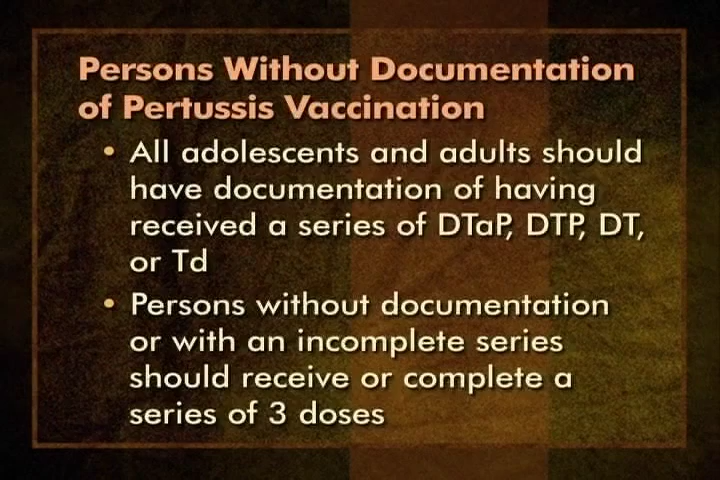 Persons Without Documentation
of Pertussis Vaccination
• All adolescents and adults should
have documentation of having
received a series of DTaP, DTP, DT,
or Td
• Persons without documentation
or with an incomplete series
should receive or complete a
series of 3 doses